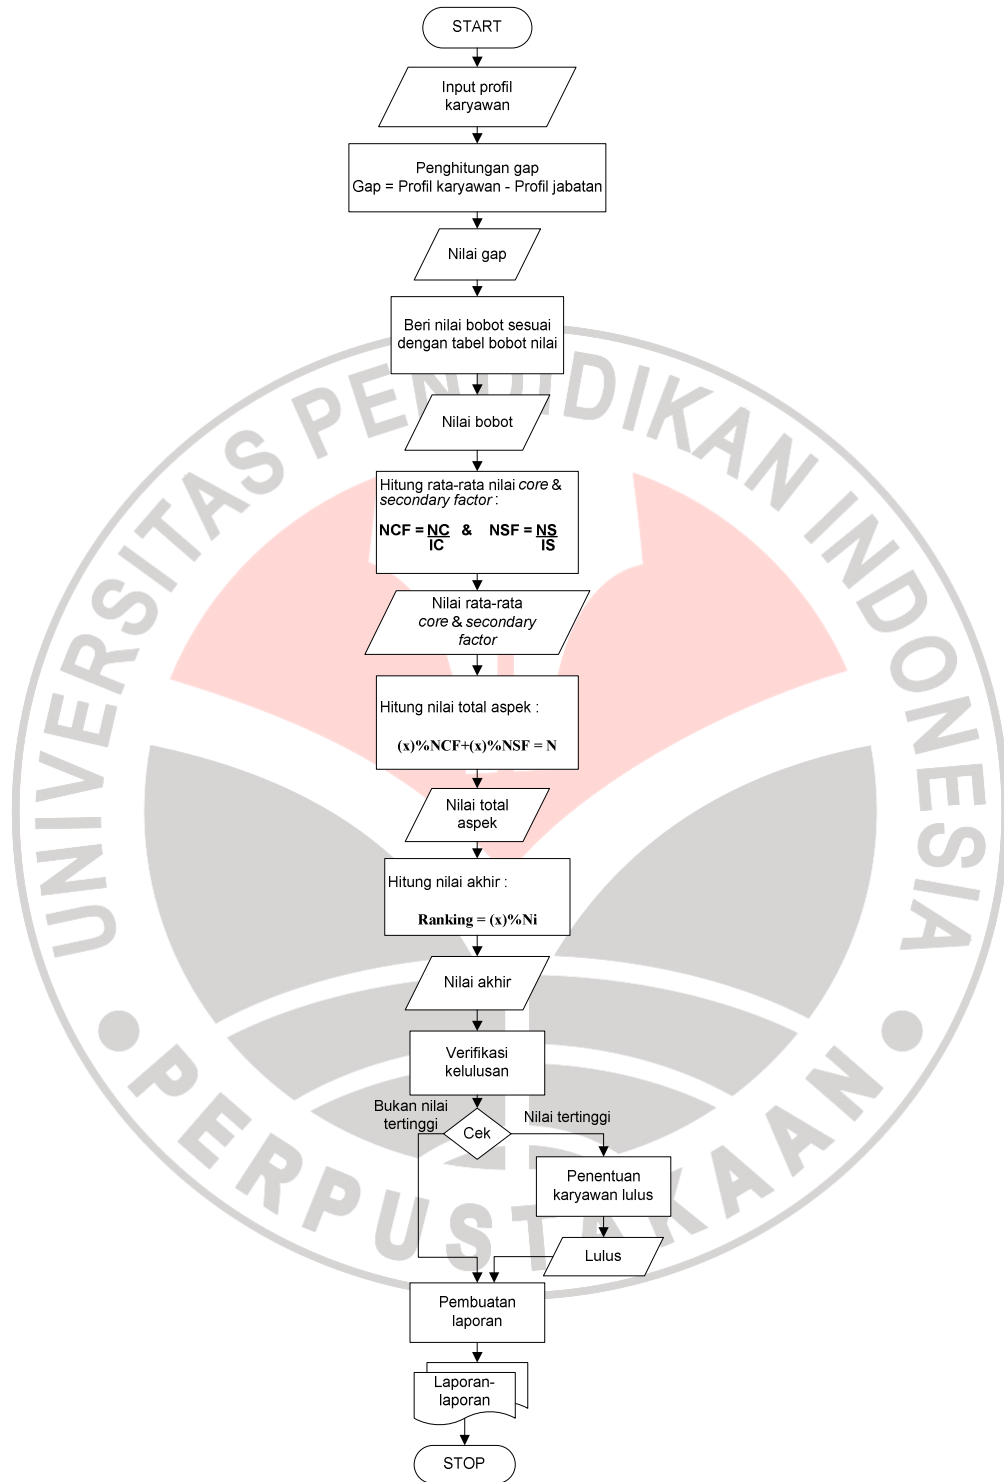 START
Input profil
karyawan
Penghitungan gap
Gap = Profil karyawan - Profil jabatan
Nilai gap
Beri nilai bobot sesuai
dengan tabel bobot nilai
Nilai bobot
Hitung rata-rata nilai core &
secondary factor :
NCF = NC & NSF = NS
IC IS
Nilai rata-rata
core & secondary
factor
Hitung nilai total aspek :
(x)%NCF+(x)%NSF = N
Nilai total
aspek
Hitung nilai akhir :
Ranking = (x)%Ni
Nilai akhir
Verifikasi
kelulusan
Bukan nilai
tertinggi
Cek
Nilai tertinggi
Penentuan
karyawan lulus
Lulus
Pembuatan
laporan
Laporan-
laporan
STOP
UNIVERSITAS PENDIDIKAN INDONESIA
PERPUSTAKAAN